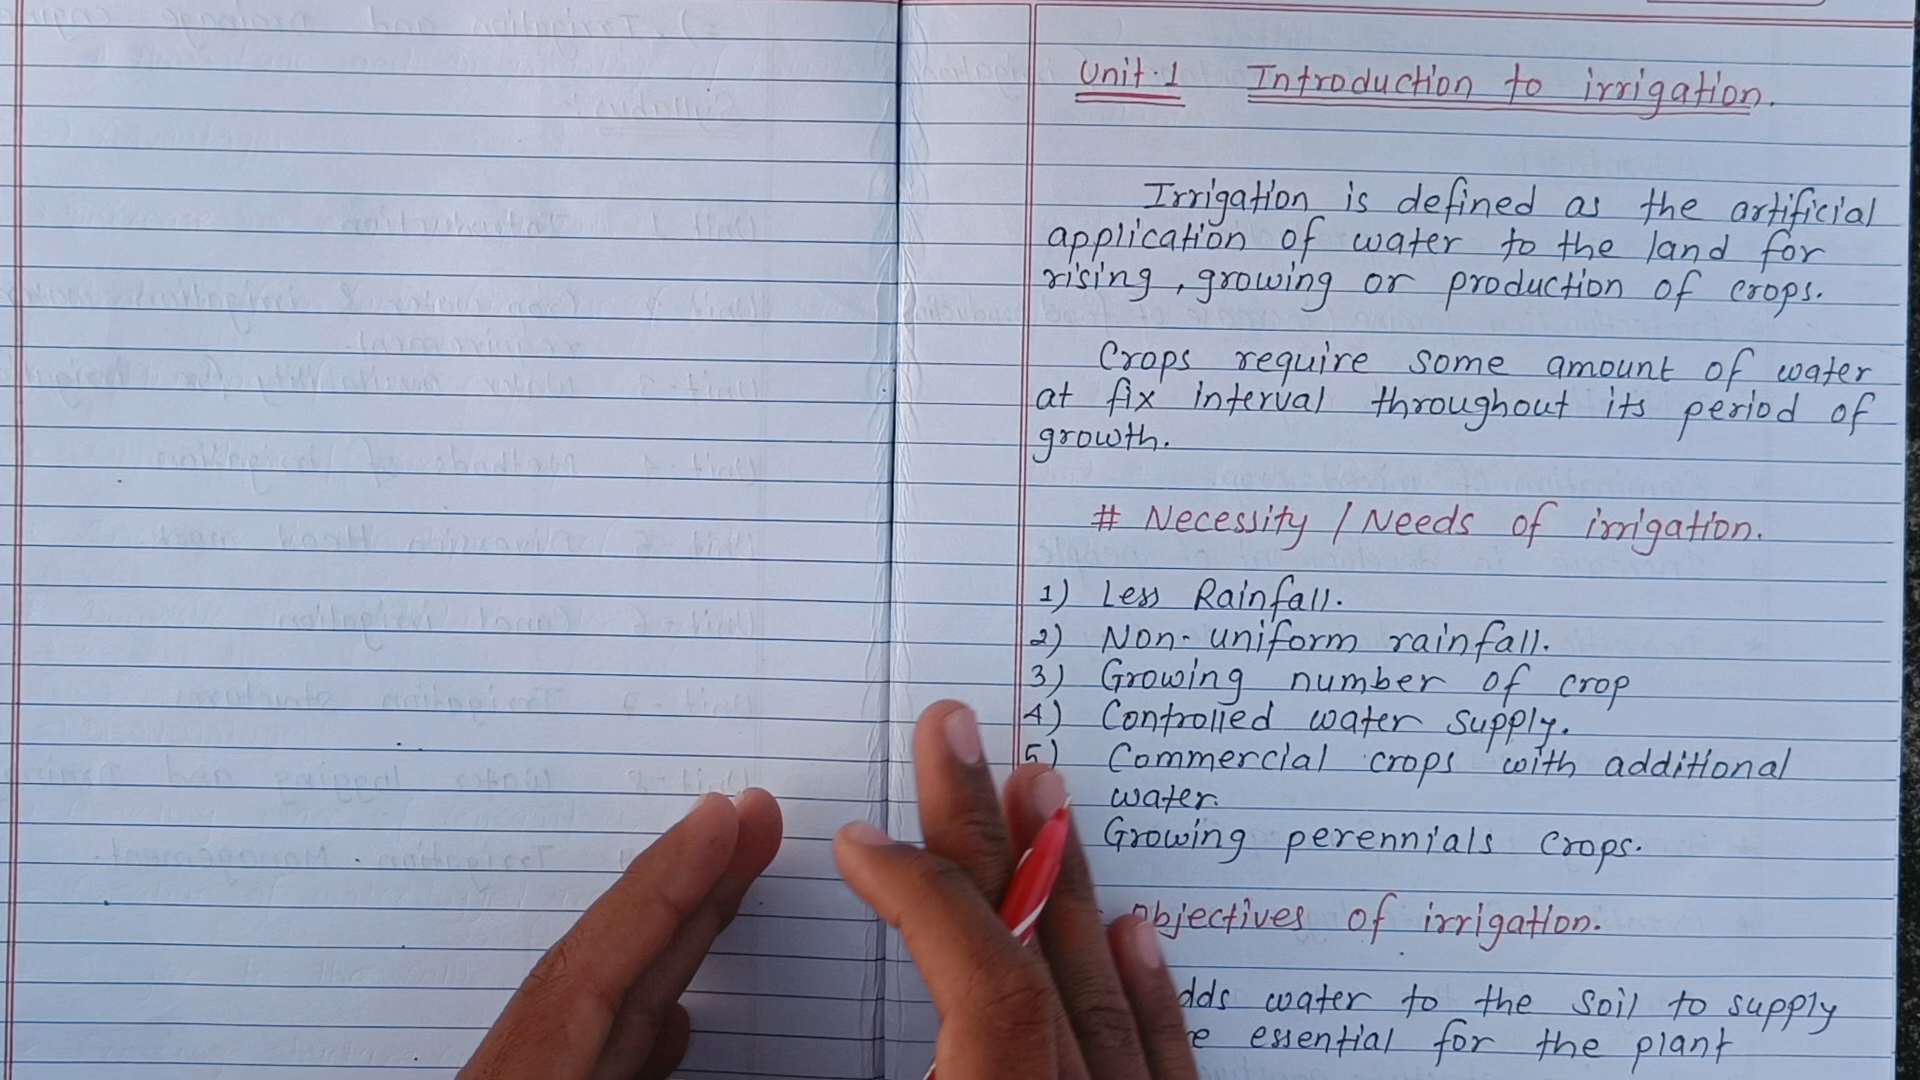 Unit-1 Introduction to irrigation.
Irrigation is defined as the artificial
application of water to the land for
rising, growing or production of crops.
Crops require some amount of water
at fix interval throughout its period of
growth.
# Necessity / Needs of irrigation.
1) Less Rainfall.
2) Non-uniform rainfall.
3) Growing number of crop
4) Controlled water supply.
5) Commercial crops with additional
water.
Growing perennials crops.
Objectives of irrigation.
water to the soil to supply
essential for the plant